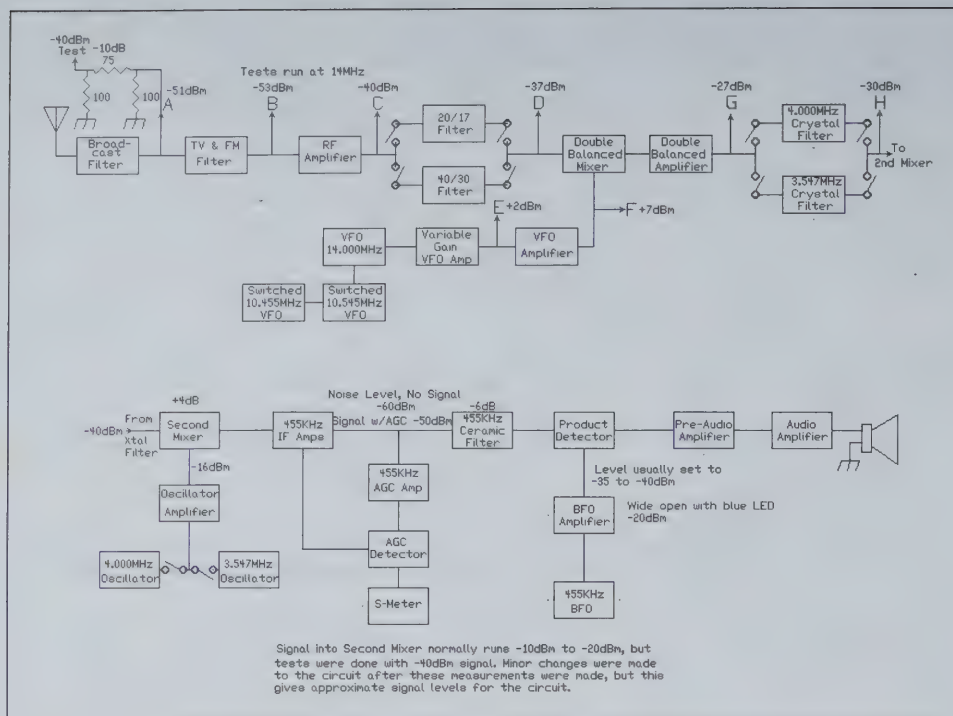 -40dBm
Test
-10dB
75
100
100
-51dBm
A
Tests run at 14MHz
-53dBm
B
-40dBm
C
-37dBm
D
-27dBm
G
-30dBm
H
Broad-
cast
Filter
TV & FM
Filter
RF
Amplifier
20/17
Filter
40/30
Filter
Double
Balanced
Mixer
Double
Balanced
Amplifier
4.000MHz
Crystal
Filter
3.547MHz
Crystal
Filter
To
2nd Mixer
E +2dBm
F +7dBm
VFO
14.000MHz
Variable
Gain
VFO Amp
VFO
Amplifier
Switched
10.455MHz
VFO
Switched
10.545MHz
VFO
-40dBm
From
Xtal
Filter
+4dB
Second
Mixer
-16dBm
Oscillator
Amplifier
4.000MHz
Oscillator
3.547MHz
Oscillator
455KHz
IF Amps
Noise Level, No Signal
-60dBm
Signal w/AGC -50dBm
-6dB
455KHz
Ceramic
Filter
Product
Detector
Pre-Audio
Amplifier
Audio
Amplifier
455KHz
AGC Amp
AGC
Detector
S-Meter
Level usually set to
-35 to -40dBm
BFO
Amplifier
Wide open with blue LED
-20dBm
455KHz
BFO
Signal into Second Mixer normally runs -10dBm to -20dBm, but
tests were done with -40dBm signal. Minor changes were made
to the circuit after these measurements were made, but this
gives approximate signal levels for the circuit.